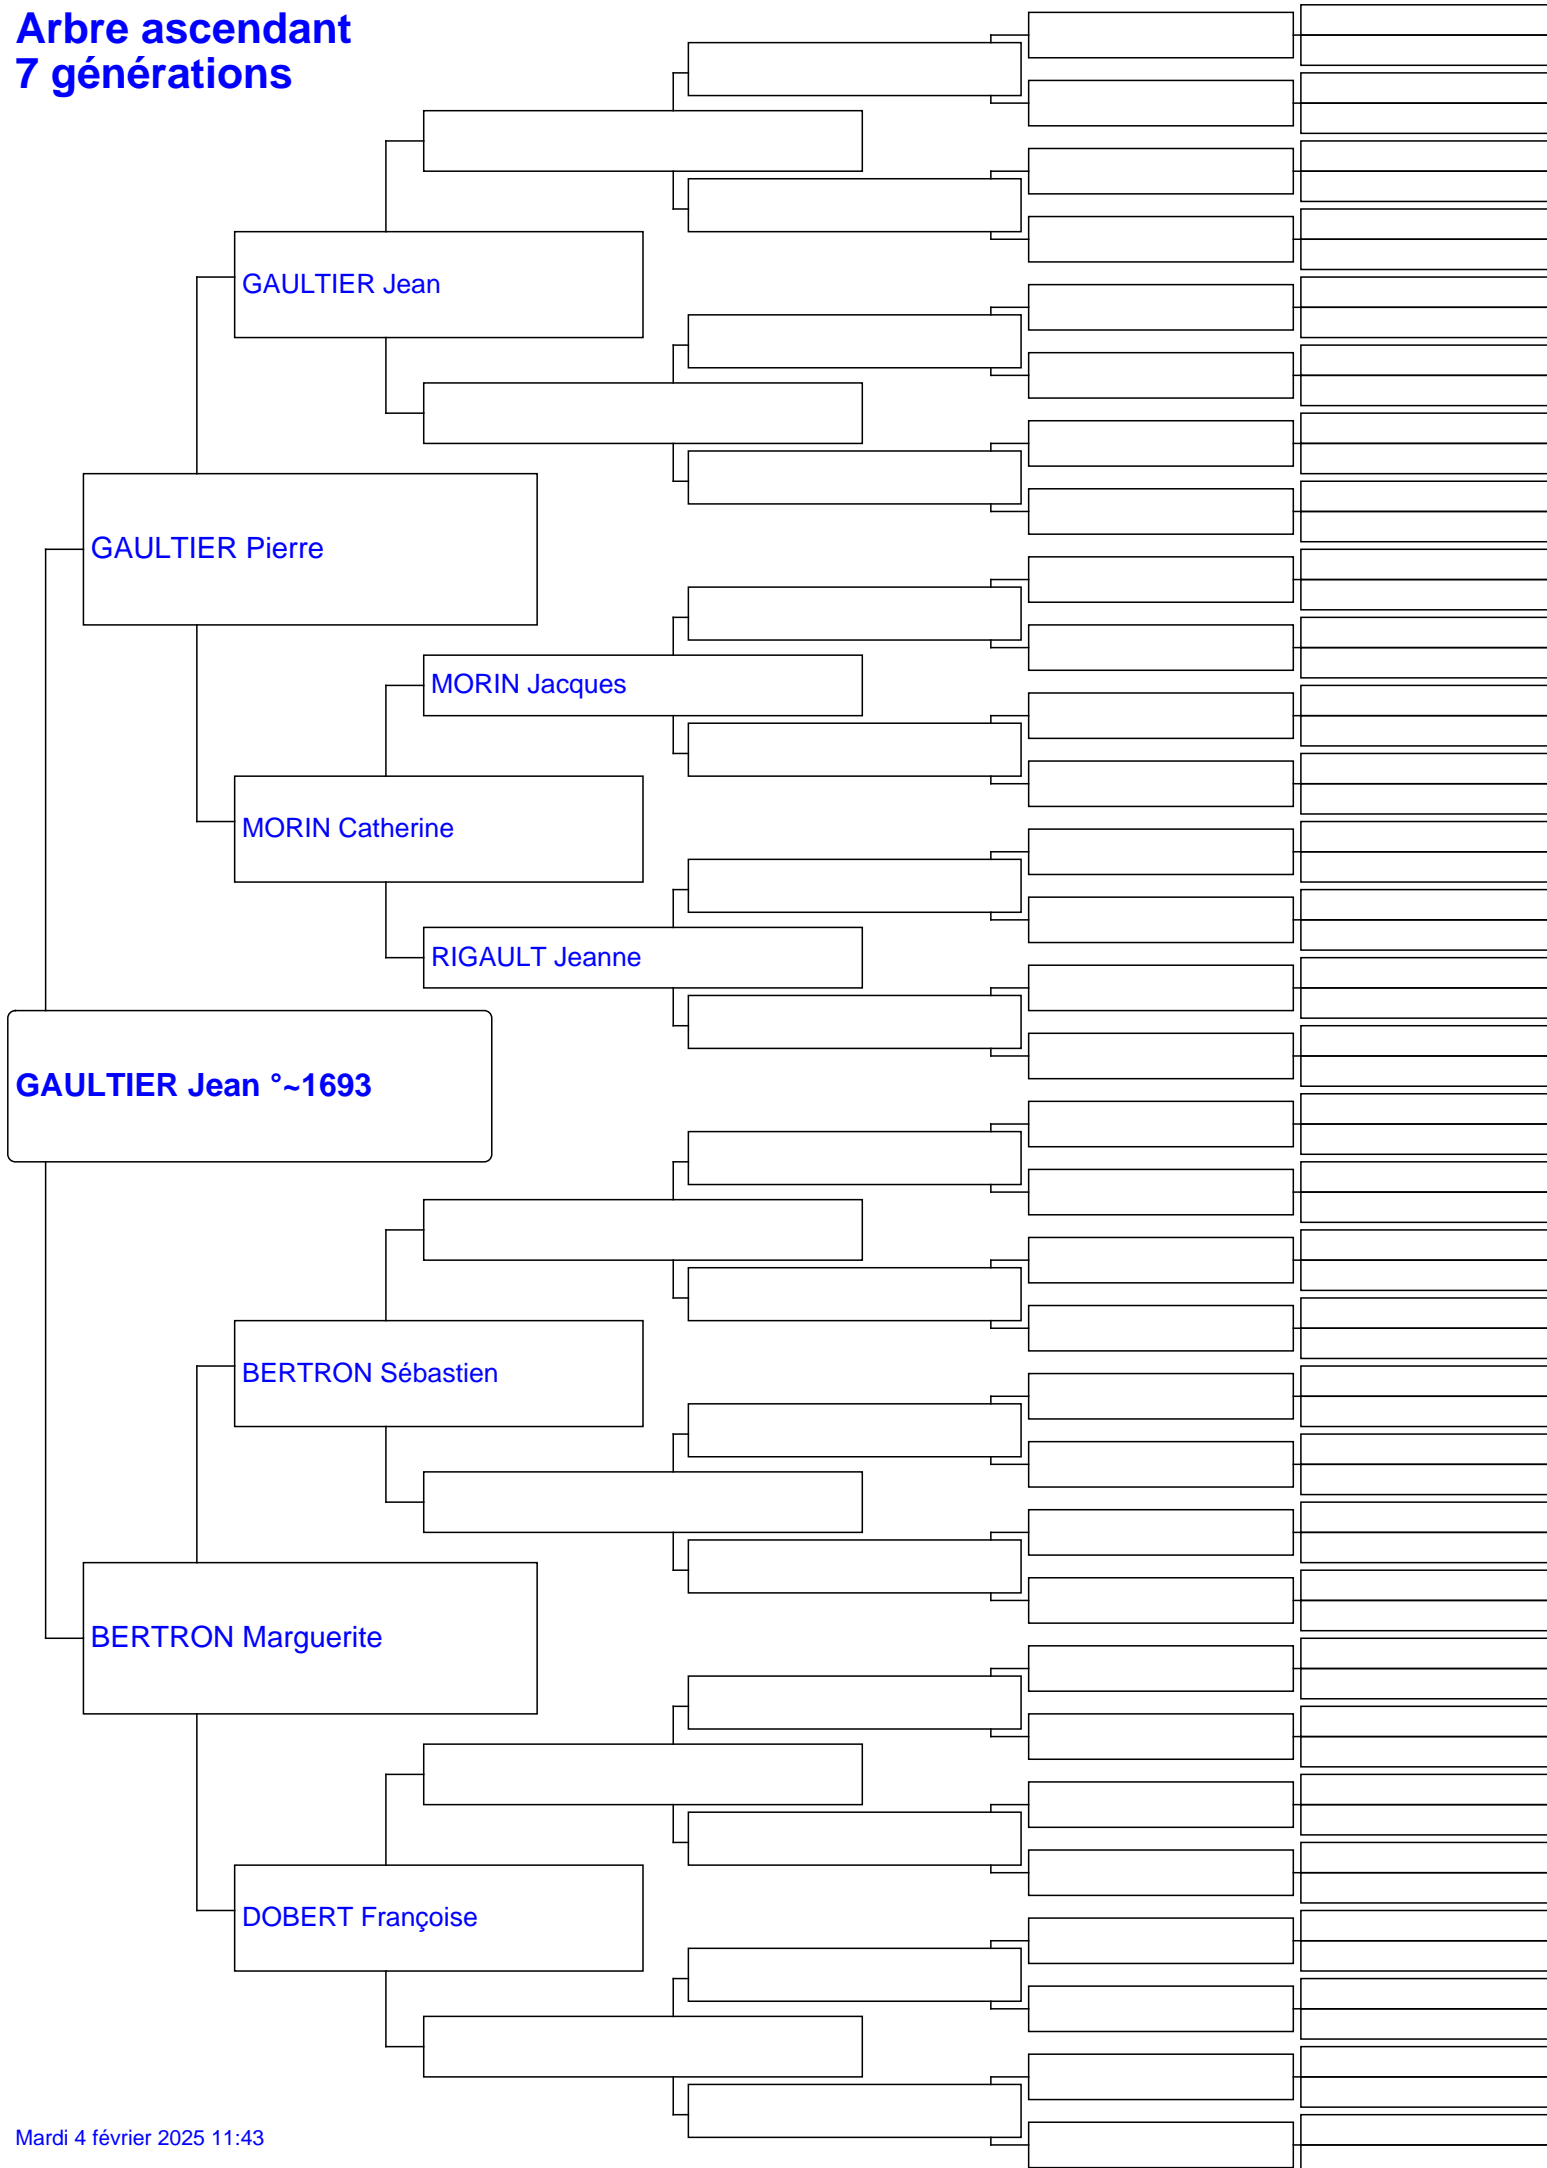 Arbre ascendant
7 générations
GAULTIER Jean
GAULTIER Pierre
MORIN Jacques
MORIN Catherine
RIGAULT Jeanne
GAULTIER Jean °~1693
BERTRON Sébastien
BERTRON Marguerite
DOBERT Françoise
Mardi 4 février 2025 11:43